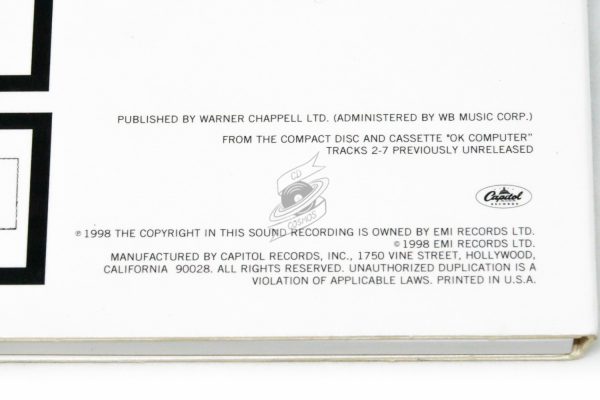 PUBLISHED BY WARNER CHAPPELL LTD. (ADMINISTERED BY WB MUSIC CORP.)
FROM THE COMPACT DISC AND CASSETTE "OK COMPUTER"
TRACKS 2-7 PREVIOUSLY UNRELEASED
CD
COSMOS
Capitol
RECORDS
℗ 1998 THE COPYRIGHT IN THIS SOUND RECORDING IS OWNED BY EMI RECORDS LTD.
© 1998 EMI RECORDS LTD.
MANUFACTURED BY CAPITOL RECORDS, INC., 1750 VINE STREET, HOLLYWOOD,
CALIFORNIA 90028. ALL RIGHTS RESERVED. UNAUTHORIZED DUPLICATION IS A
VIOLATION OF APPLICABLE LAWS. PRINTED IN U.S.A.